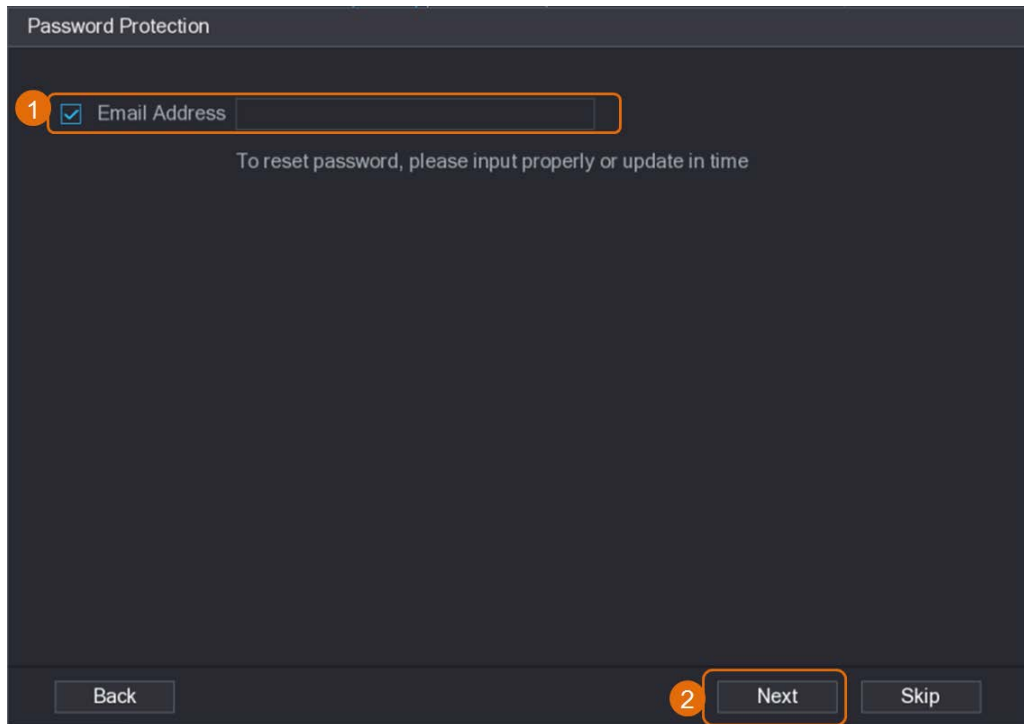 Password Protection
1 Email Address
To reset password, please input properly or update in time
Back 2 Next Skip